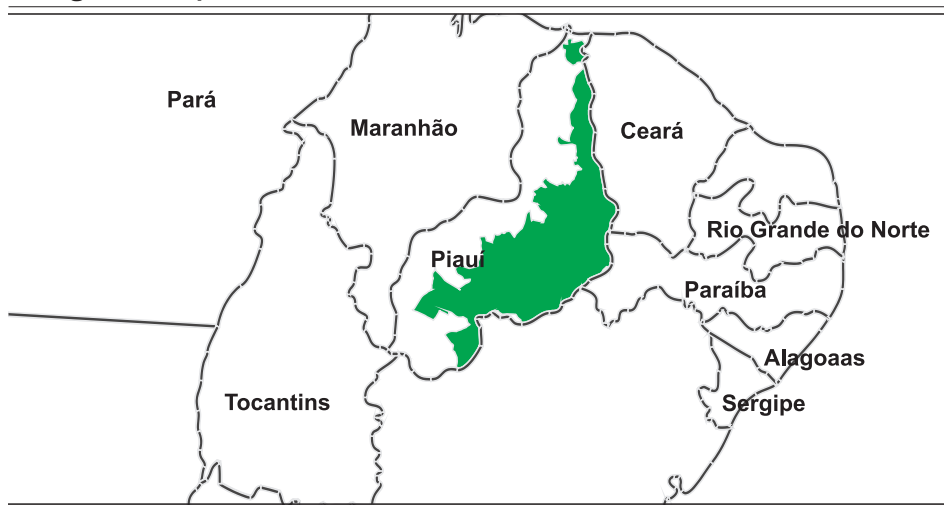 Pará
Maranhão
Ceará
Rio Grande do Norte
Piauí
Paraíba
Alagoaas
Tocantins
Sergipe